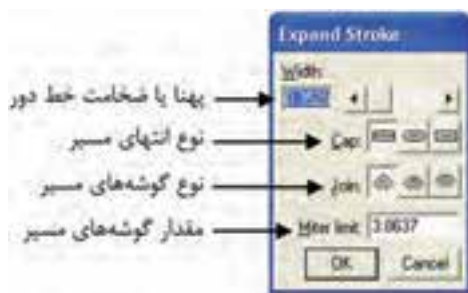 Expand Stroke
Width:
پهنا یا ضخامت خط دور
Cap:
نوع انتهای مسیر
Join:
نوع گوشه‌های مسیر
Miter limit: 3.8637
مقدار گوشه‌های مسیر
OK Cancel